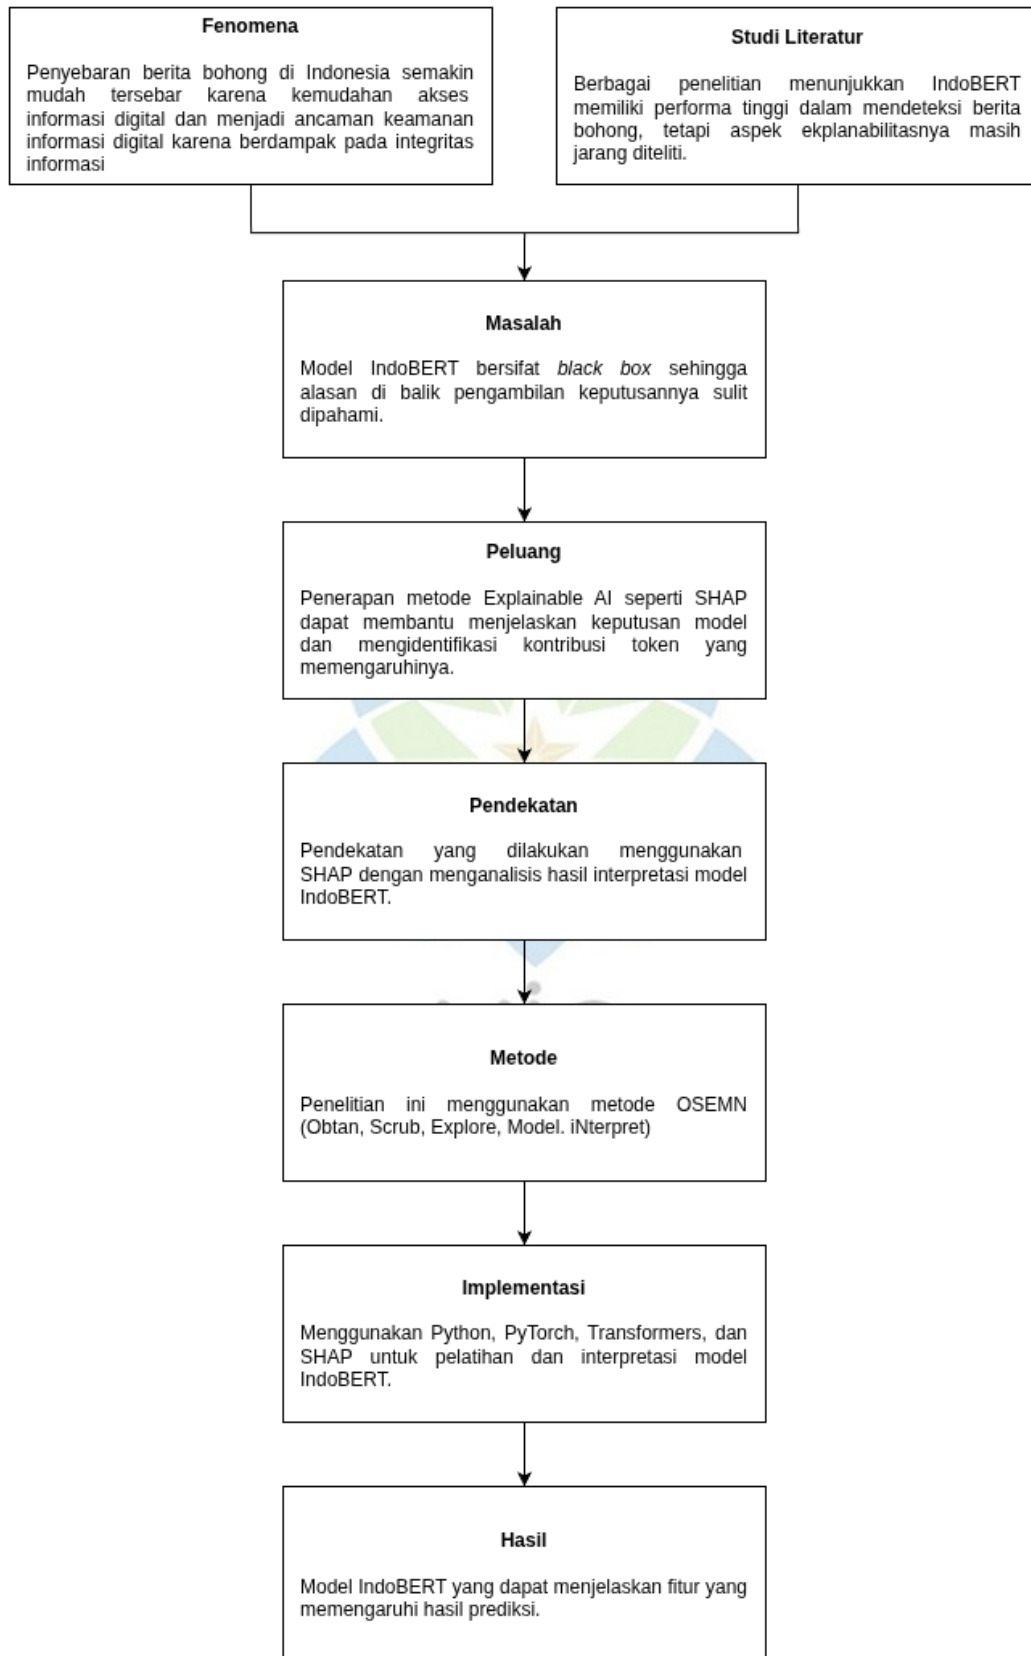 Fenomena
Penyebaran berita bohong di Indonesia semakin
mudah tersebar karena kemudahan akses
informasi digital dan menjadi ancaman keamanan
informasi digital karena berdampak pada integritas
informasi
Studi Literatur
Berbagai penelitian menunjukkan IndoBERT
memiliki performa tinggi dalam mendeteksi berita
bohong, tetapi aspek ekplanabilitasnya masih
jarang diteliti.
Masalah
Model IndoBERT bersifat black box sehingga
alasan di balik pengambilan keputusannya sulit
dipahami.
Peluang
Penerapan metode Explainable AI seperti SHAP
dapat membantu menjelaskan keputusan model
dan mengidentifikasi kontribusi token yang
memengaruhinya.
Pendekatan
Pendekatan yang dilakukan menggunakan
SHAP dengan menganalisis hasil interpretasi model
IndoBERT.
Metode
Penelitian ini menggunakan metode OSEMN
(Obtan, Scrub, Explore, Model. iNterpret)
Implementasi
Menggunakan Python, PyTorch, Transformers, dan
SHAP untuk pelatihan dan interpretasi model
IndoBERT.
Hasil
Model IndoBERT yang dapat menjelaskan fitur yang
memengaruhi hasil prediksi.